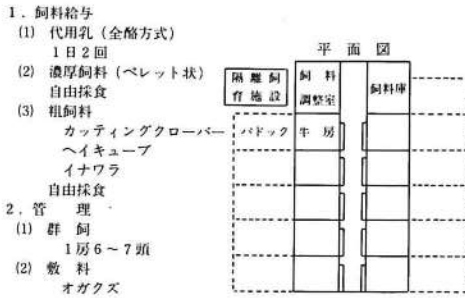 1．飼料給与
(1) 代用乳（全酪方式）
1日2回
(2) 濃厚飼料（ペレット状）
自由採食
(3) 粗飼料
カッティングクローバー
ヘイキューブ
イナワラ
自由採食
2．管　理
(1) 群　飼
1房6～7頭
(2) 敷　料
オガクズ
平面図
隔離飼
育施設
飼料
調整室
飼料庫
パドック
牛房